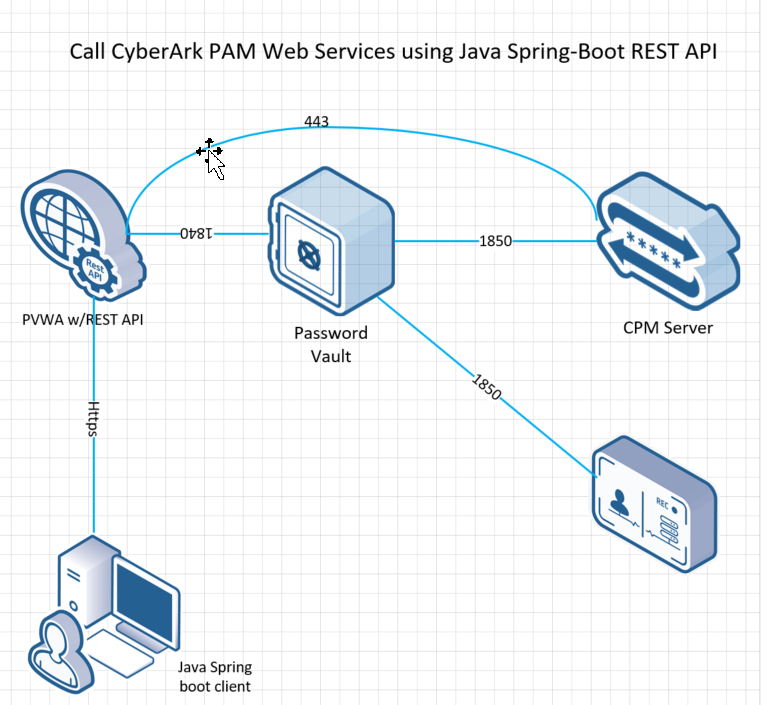 Call CyberArk PAM Web Services using Java Spring-Boot REST API
443
1840
1850
Rest
API
*****
PVWA w/REST API
Password
Vault
CPM Server
1850
Https
REC
Java Spring
boot client